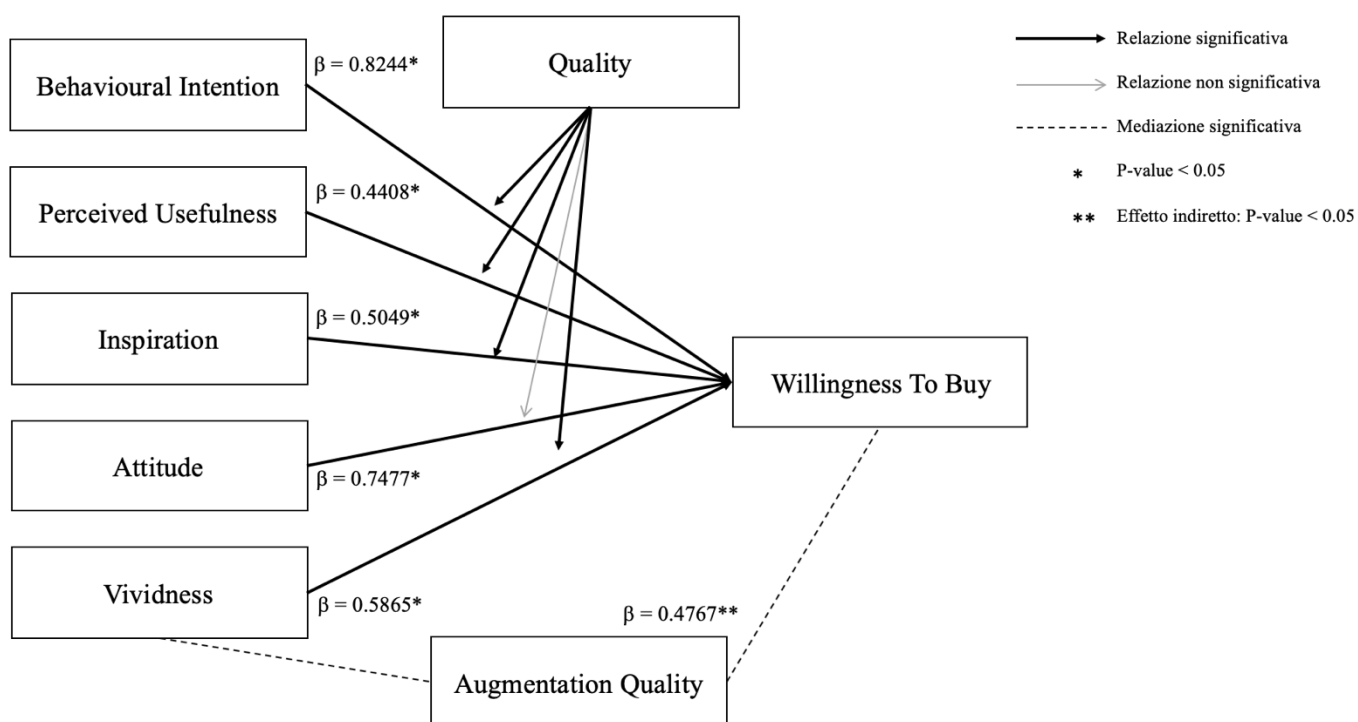 Behavioural Intention
β = 0.8244*
Quality
Perceived Usefulness
β = 0.4408*
Inspiration
β = 0.5049*
Attitude
β = 0.7477*
Vividness
β = 0.5865*
Willingness To Buy
β = 0.4767**
Augmentation Quality
Relazione significativa
Relazione non significativa
Mediazione significativa
* P-value < 0.05
** Effetto indiretto: P-value < 0.05